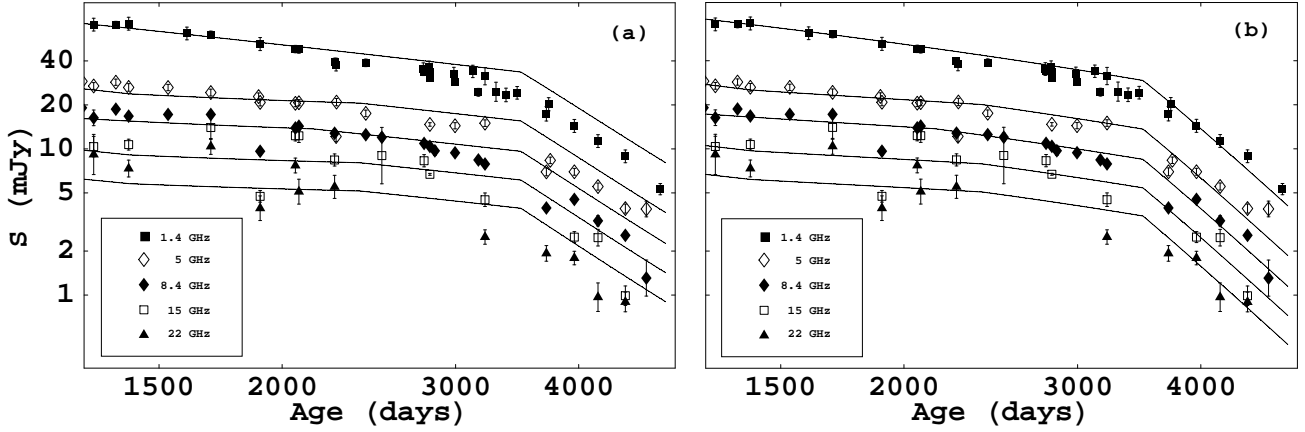 (a)
(b)
S (mJy)
40
20
10
5
2
1
1.4 GHz
5 GHz
8.4 GHz
15 GHz
22 GHz
1.4 GHz
5 GHz
8.4 GHz
15 GHz
22 GHz
1500 2000 3000 4000
1500 2000 3000 4000
Age (days)
Age (days)